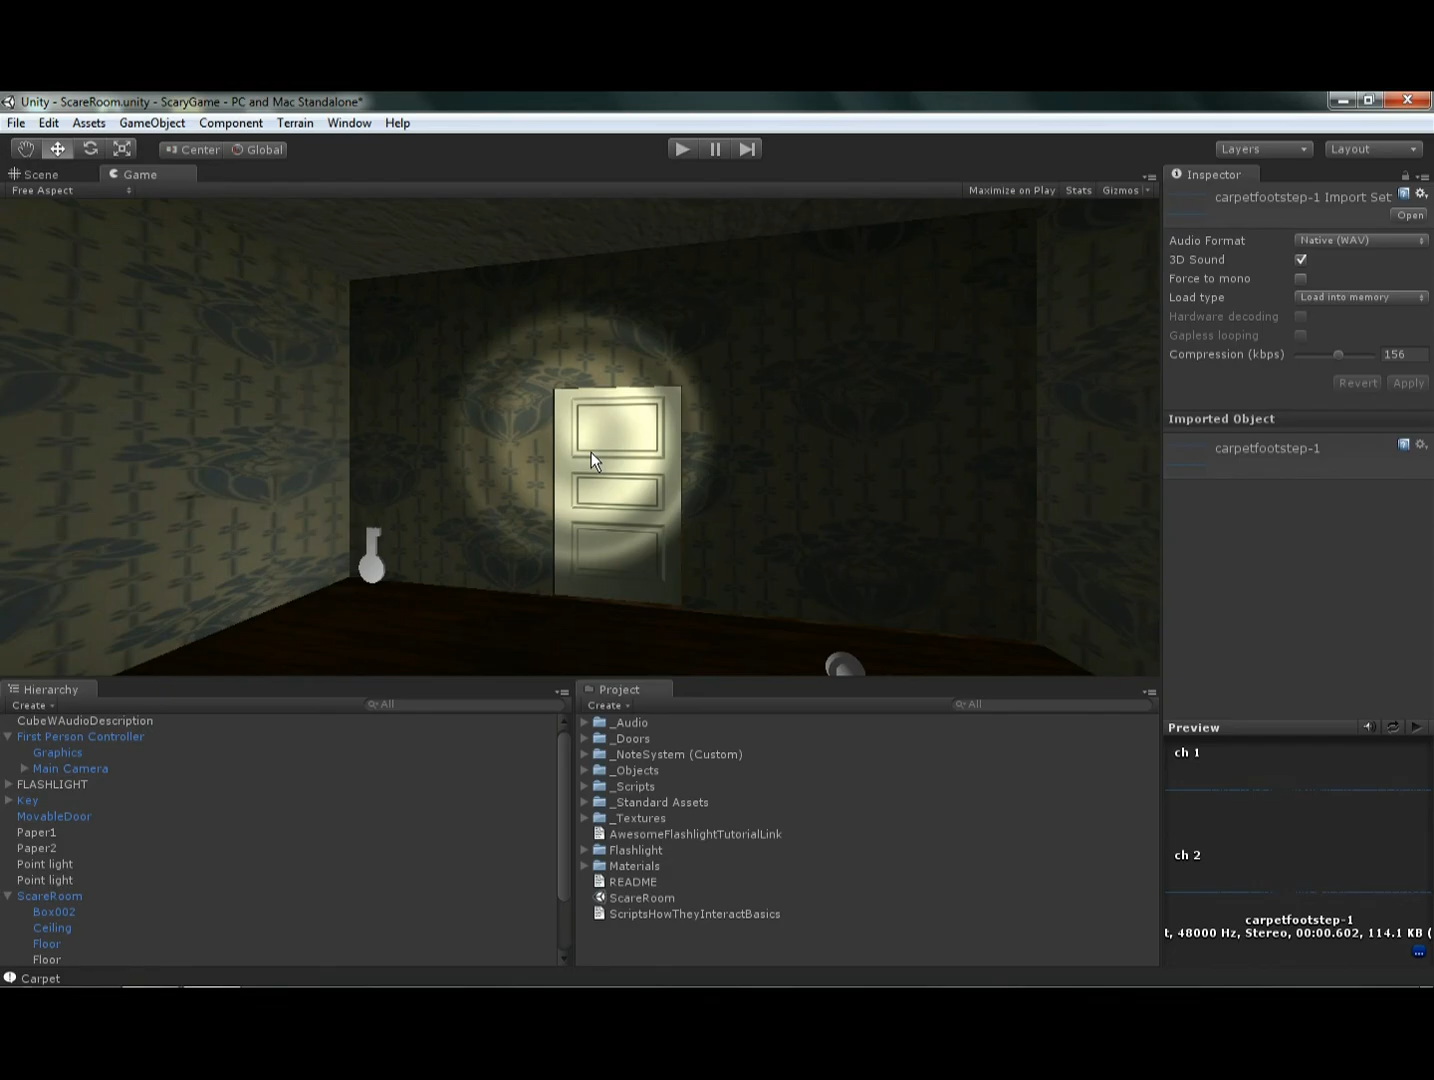 Unity - ScareRoom.unity - ScaryGame - PC and Mac Standalone*
File Edit Assets GameObject Component Terrain Window Help
Center Global Layers Layout
Scene Game
Free Aspect Maximize on Play Stats Gizmos
Inspector
carpetfootstep-1 Import Set
Open
Audio Format Native (WAV)
3D Sound
Force to mono
Load type Load into memory
Hardware decoding
Gapless looping
Compression (kbps) 156
Revert Apply
Imported Object
carpetfootstep-1
Hierarchy
Create All
CubeWAudioDescription
First Person Controller
Graphics
Main Camera
FLASHLIGHT
Key
MovableDoor
Paper1
Paper2
Point light
Point light
ScareRoom
Box002
Ceiling
Floor
Floor
Project
Create All
_Audio
_Doors
_NoteSystem (Custom)
_Objects
_Scripts
_Standard Assets
_Textures
AwesomeFlashlightTutorialLink
Flashlight
Materials
README
ScareRoom
ScriptsHowTheyInteractBasics
Preview
ch 1
ch 2
carpetfootstep-1
t, 48000 Hz, Stereo, 00:00.602, 114.1 KB (
Carpet